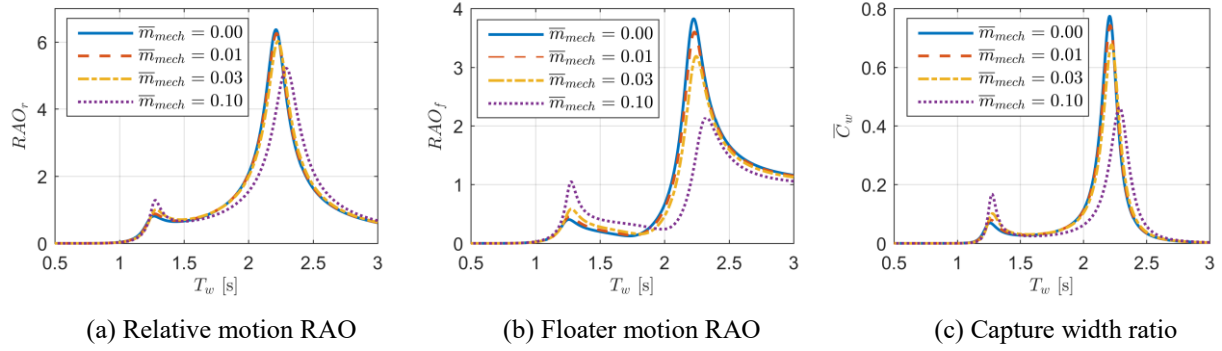 6
4
2
0
RAO_r
m̅_mech = 0.00
m̅_mech = 0.01
m̅_mech = 0.03
m̅_mech = 0.10
0.5 1 1.5 2 2.5 3
T_w [s]
(a) Relative motion RAO
4
3
2
1
0
RAO_f
m̅_mech = 0.00
m̅_mech = 0.01
m̅_mech = 0.03
m̅_mech = 0.10
0.5 1 1.5 2 2.5 3
T_w [s]
(b) Floater motion RAO
0.8
0.6
0.4
0.2
0
C̅_w
m̅_mech = 0.00
m̅_mech = 0.01
m̅_mech = 0.03
m̅_mech = 0.10
0.5 1 1.5 2 2.5 3
T_w [s]
(c) Capture width ratio